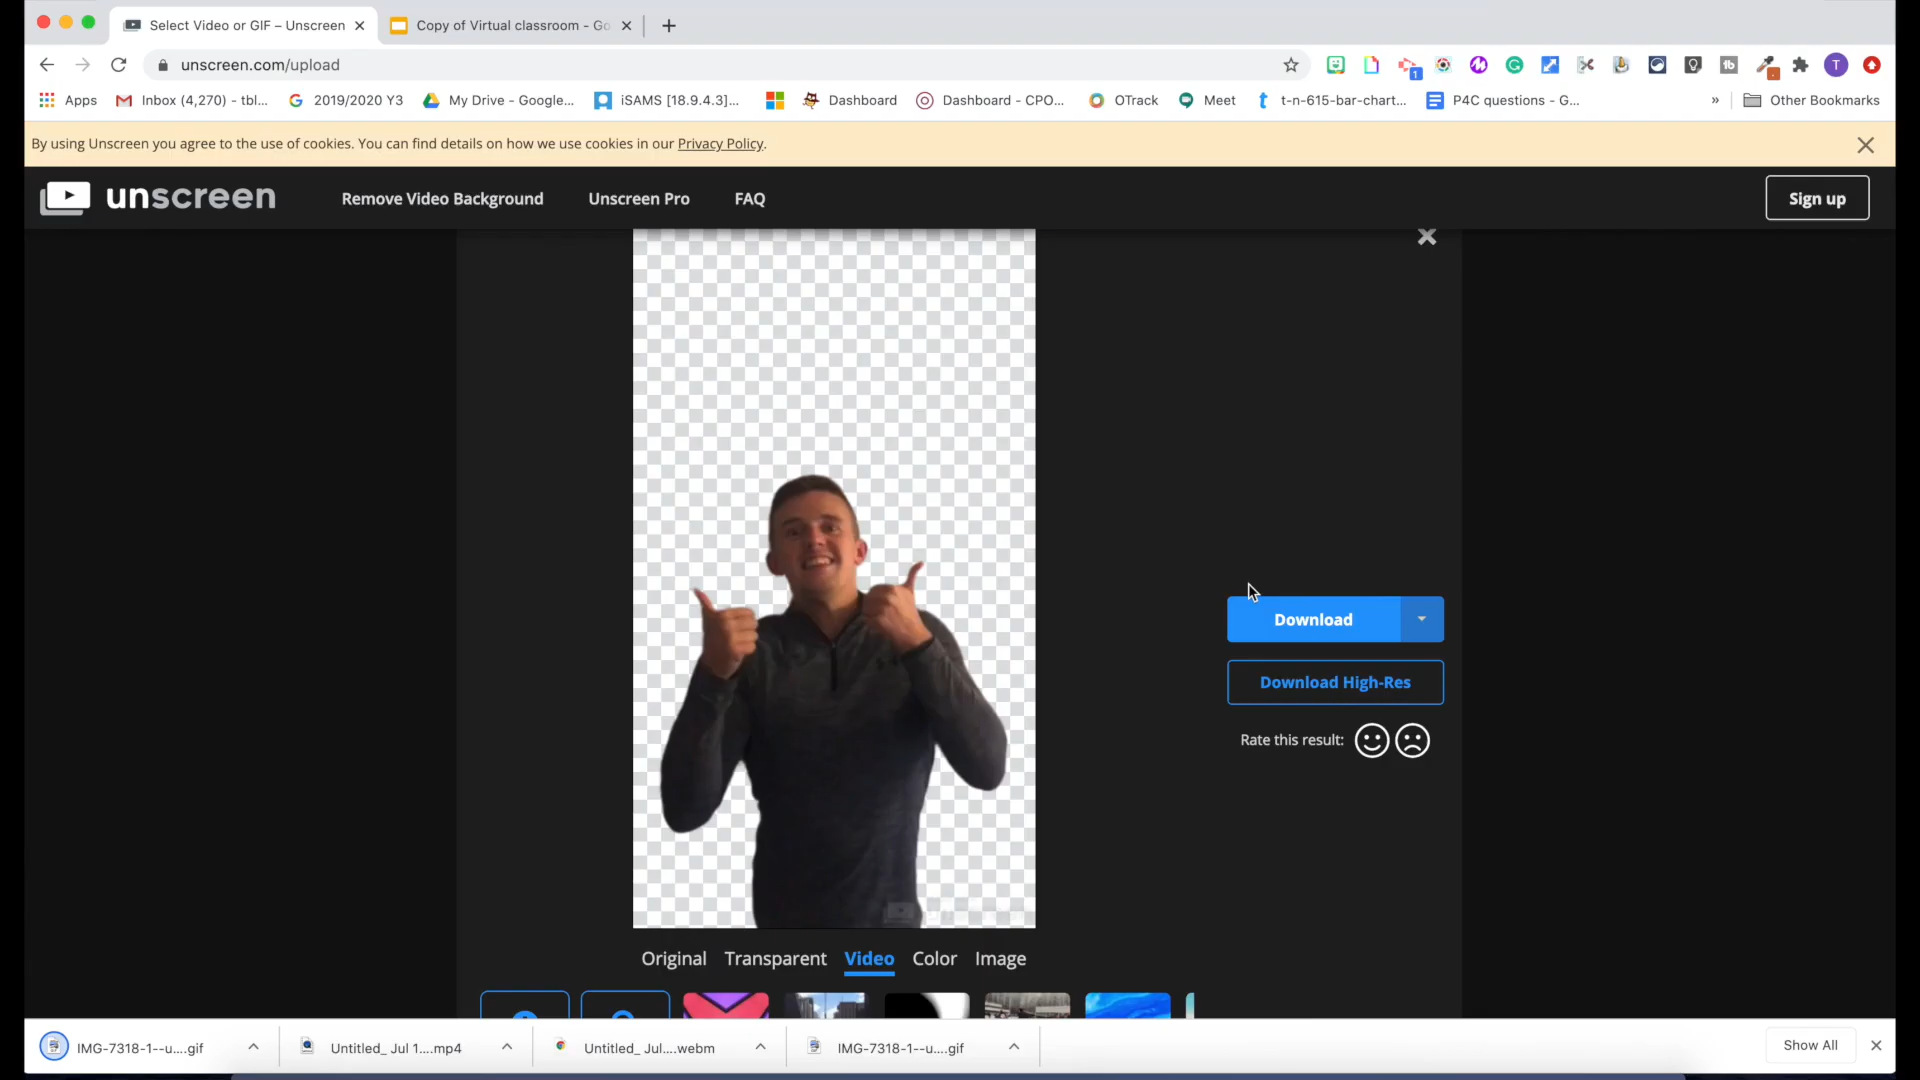 Select Video or GIF – Unscreen
Copy of Virtual classroom - Go
unscreen.com/upload
1
T
Apps
Inbox (4,270) - tbl...
2019/2020 Y3
My Drive - Google...
iSAMS [18.9.4.3]...
Dashboard
Dashboard - CPO...
OTrack
Meet
t-n-615-bar-chart...
P4C questions - G...
»
Other Bookmarks
By using Unscreen you agree to the use of cookies. You can find details on how we use cookies in our Privacy Policy.
unscreen
Remove Video Background
Unscreen Pro
FAQ
Sign up
Download
Download High-Res
Rate this result:
Original
Transparent
Video
Color
Image
IMG-7318-1--u....gif
Untitled_ Jul 1....mp4
Untitled_ Jul....webm
IMG-7318-1--u....gif
Show All